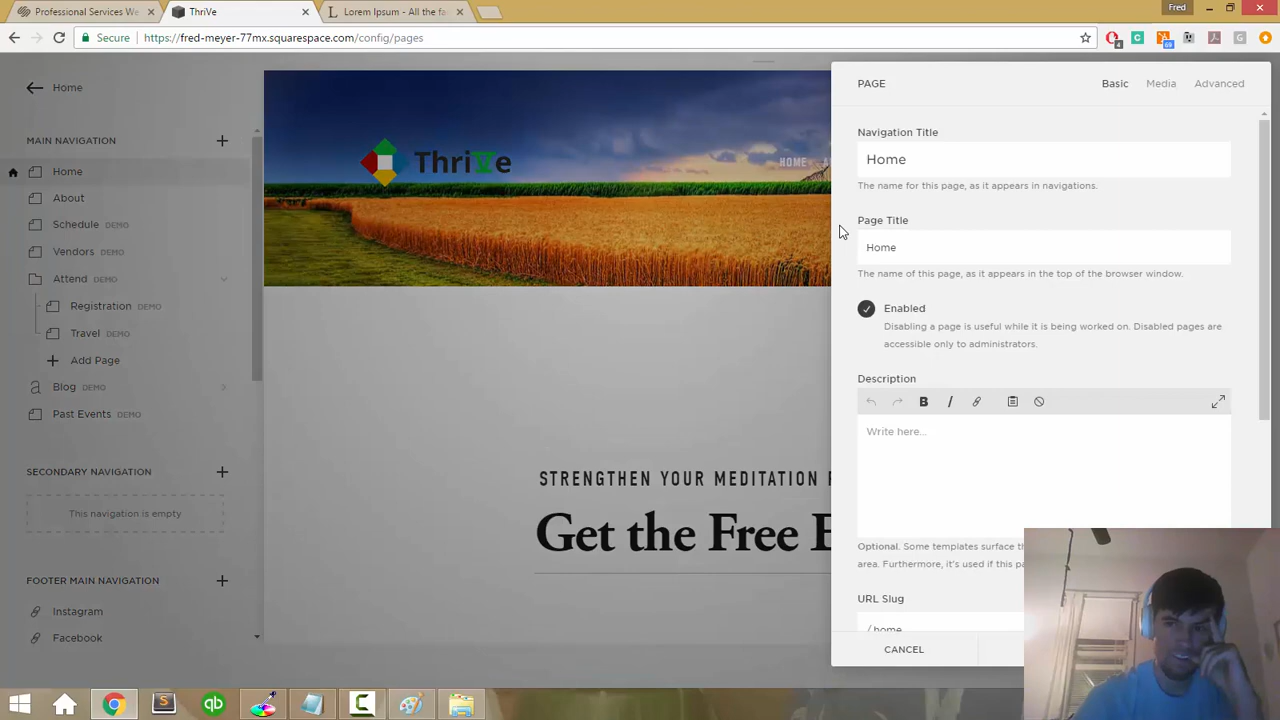 Professional Services We
ThriVe
Lorem Ipsum - All the fa
Fred
Secure
https://fred-meyer-77mx.squarespace.com/config/pages
4
69
Home
MAIN NAVIGATION
Home
About
Schedule DEMO
Vendors DEMO
Attend DEMO
Registration DEMO
Travel DEMO
Add Page
Blog DEMO
Past Events DEMO
SECONDARY NAVIGATION
This navigation is empty
FOOTER MAIN NAVIGATION
Instagram
Facebook
ThriVe
HOME
STRENGTHEN YOUR MEDITATION
Get the Free
PAGE
Basic Media Advanced
Navigation Title
Home
The name for this page, as it appears in navigations.
Page Title
Home
The name of this page, as it appears in the top of the browser window.
Enabled
Disabling a page is useful while it is being worked on. Disabled pages are
accessible only to administrators.
Description
B I
Write here...
Optional. Some templates surface th
area. Furthermore, it's used if this pa
URL Slug
/ home
CANCEL